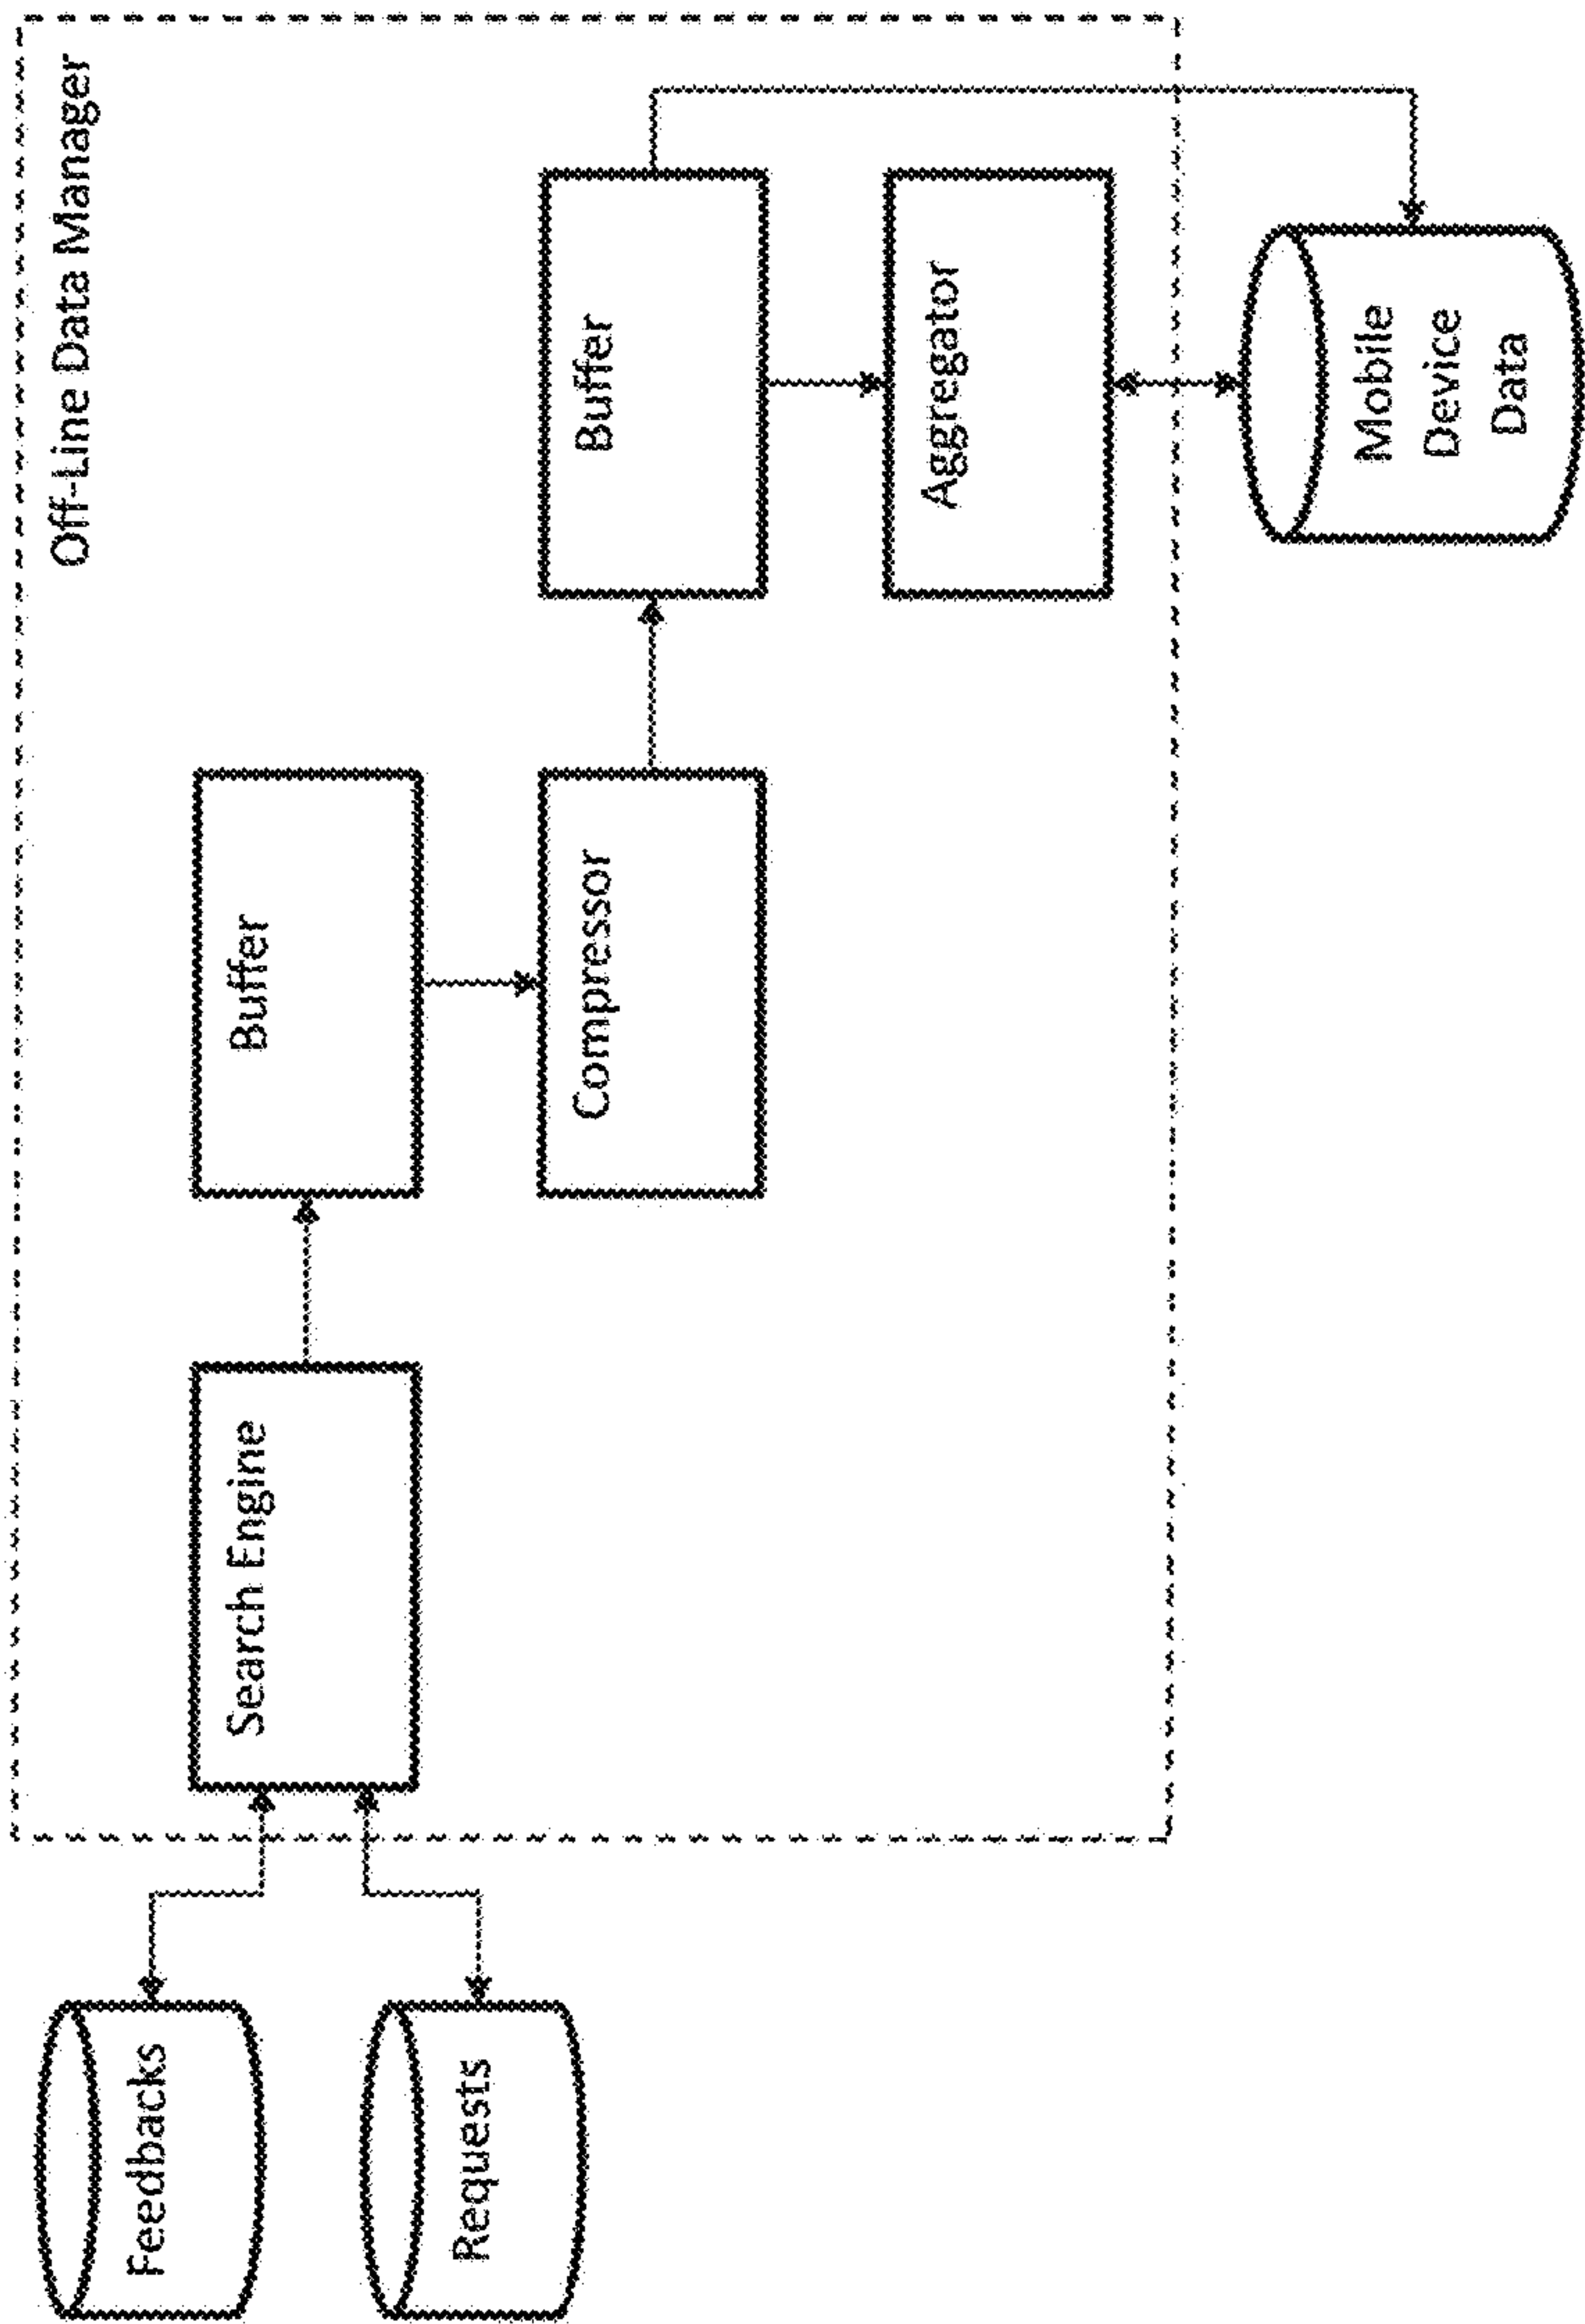 Off-Line Data Manager
Feedbacks
Requests
Search Engine
Buffer
Compressor
Buffer
Aggregator
Mobile
Device
Data